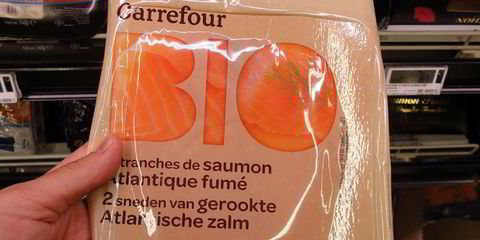 Carrefour
BIO
tranches de saumon
Atlantique fumé
2 sneden van gerookte
Atlantische zalm